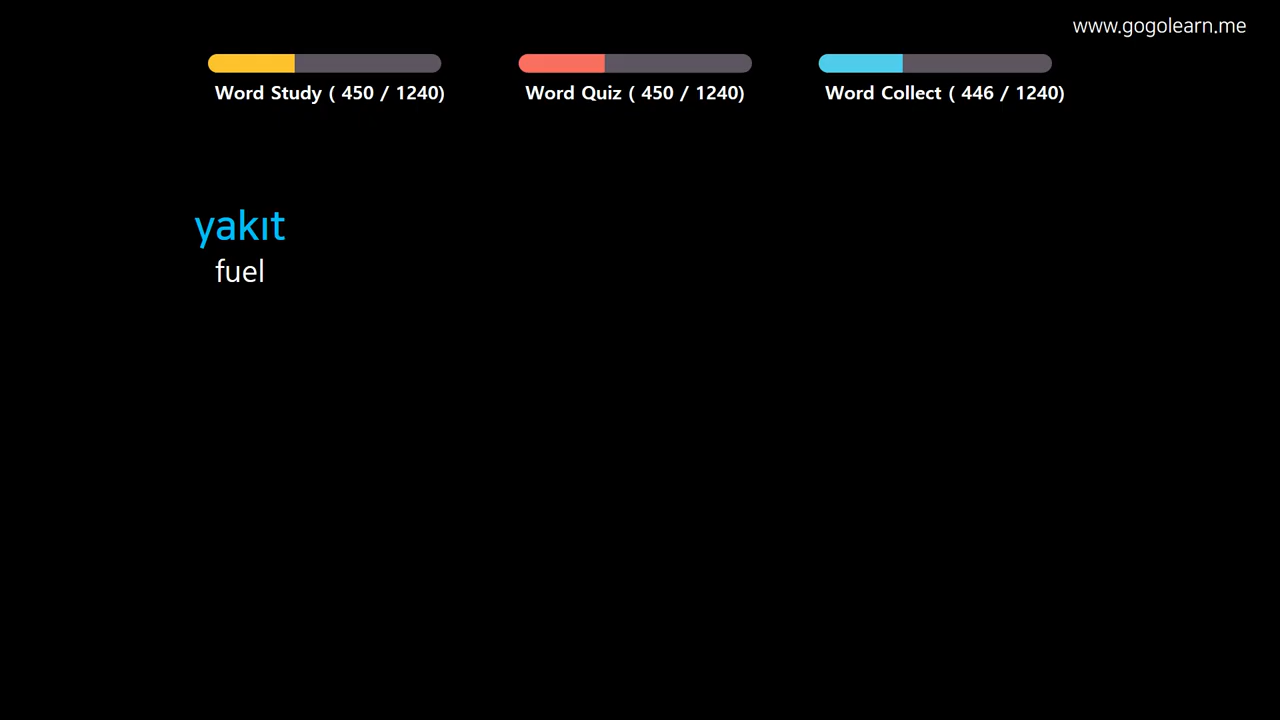 www.gogolearn.me
Word Study ( 450 / 1240)
Word Quiz ( 450 / 1240)
Word Collect ( 446 / 1240)
yakıt
fuel